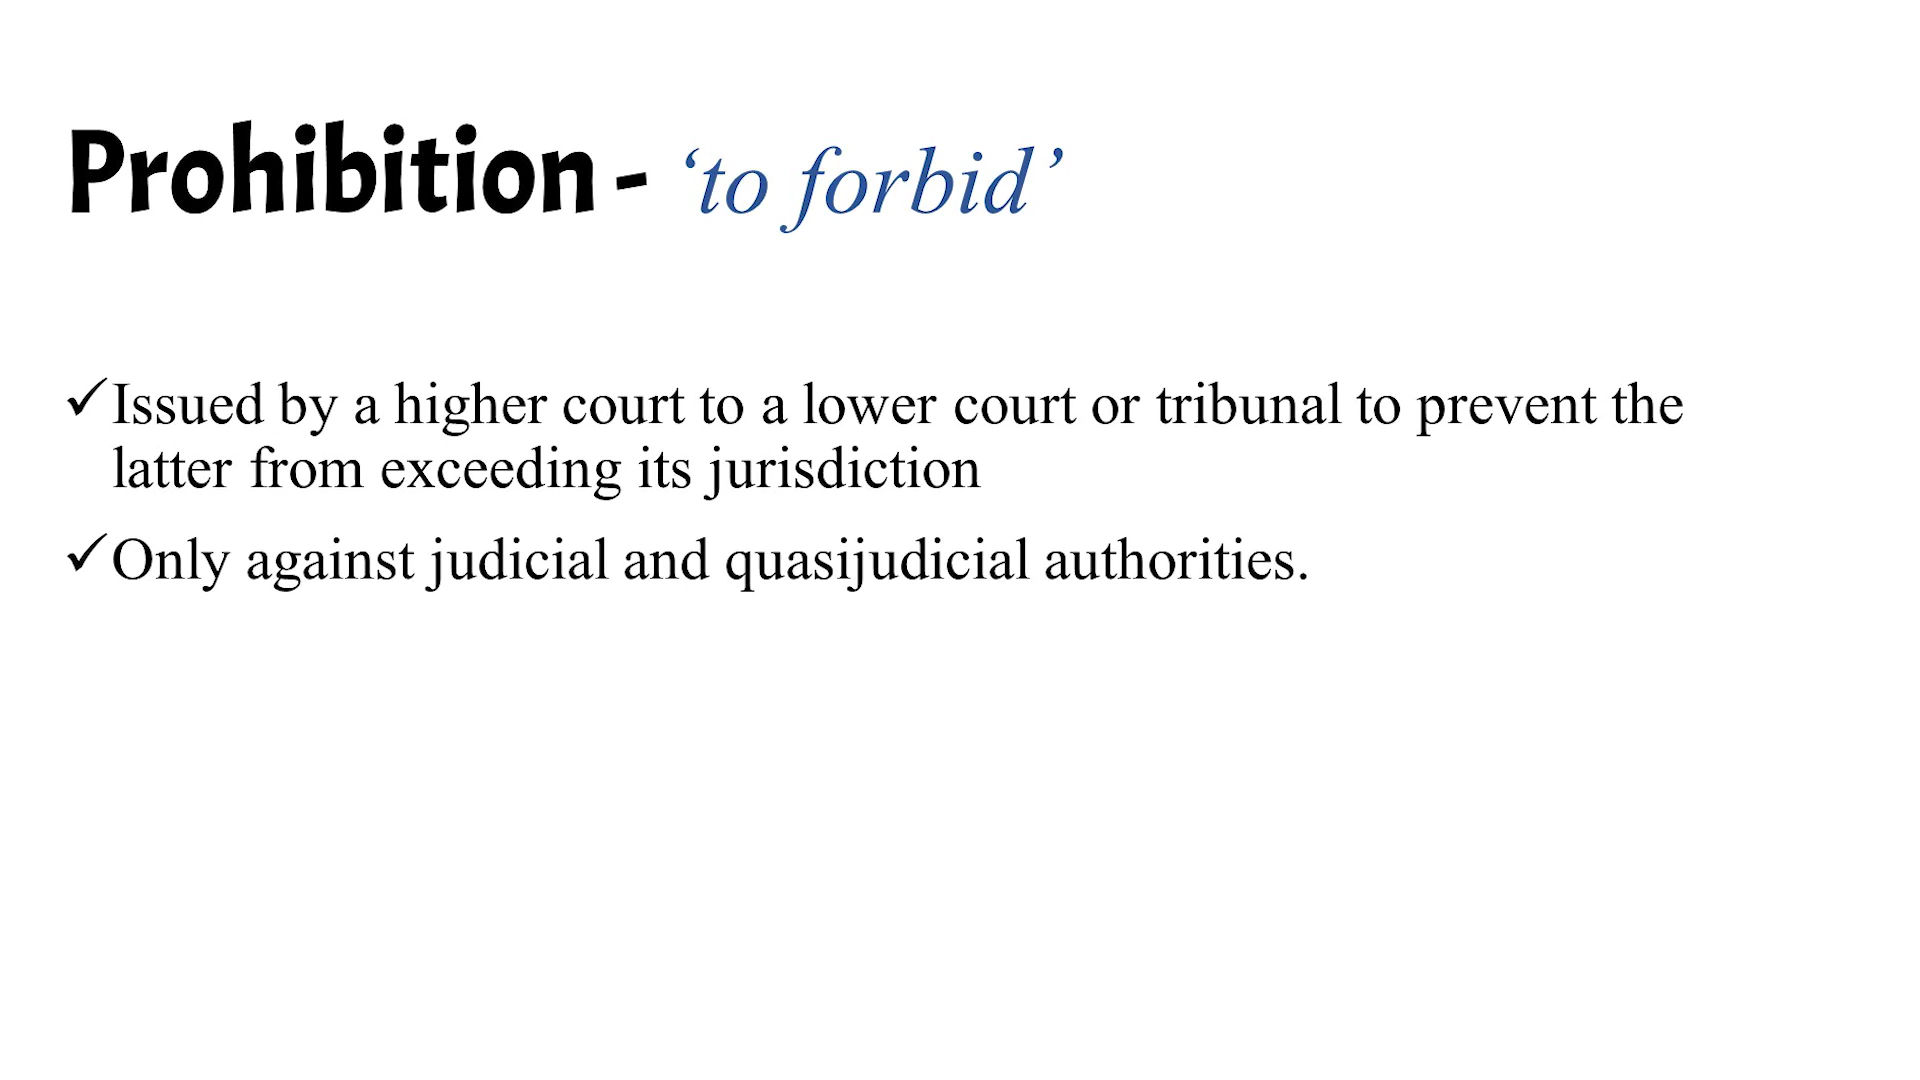 Prohibition - ‘to forbid’
✓Issued by a higher court to a lower court or tribunal to prevent the
latter from exceeding its jurisdiction
✓Only against judicial and quasijudicial authorities.